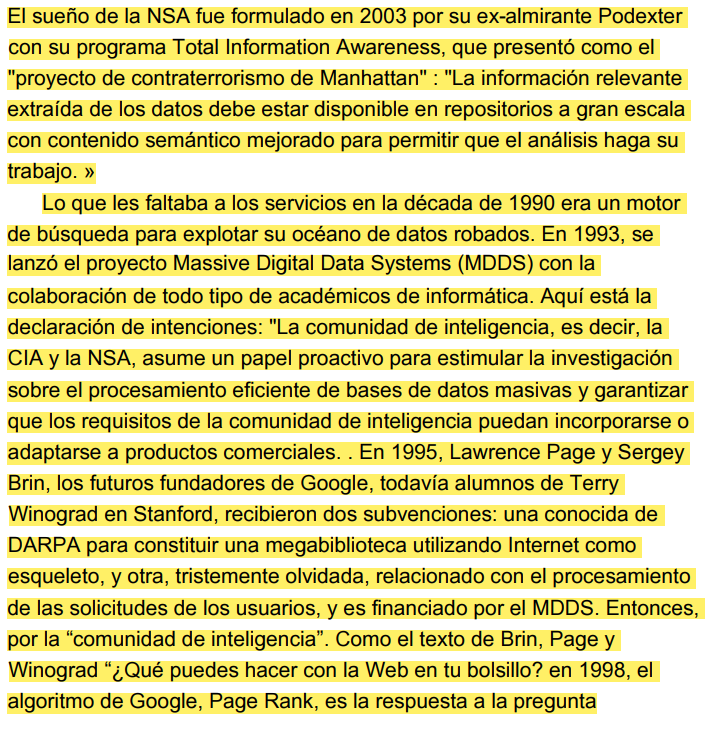 El sueño de la NSA fue formulado en 2003 por su ex-almirante Podexter
con su programa Total Information Awareness, que presentó como el
"proyecto de contraterrorismo de Manhattan" : "La información relevante
extraída de los datos debe estar disponible en repositorios a gran escala
con contenido semántico mejorado para permitir que el análisis haga su
trabajo. »
Lo que les faltaba a los servicios en la década de 1990 era un motor
de búsqueda para explotar su océano de datos robados. En 1993, se
lanzó el proyecto Massive Digital Data Systems (MDDS) con la
colaboración de todo tipo de académicos de informática. Aquí está la
declaración de intenciones: "La comunidad de inteligencia, es decir, la
CIA y la NSA, asume un papel proactivo para estimular la investigación
sobre el procesamiento eficiente de bases de datos masivas y garantizar
que los requisitos de la comunidad de inteligencia puedan incorporarse o
adaptarse a productos comerciales. . En 1995, Lawrence Page y Sergey
Brin, los futuros fundadores de Google, todavía alumnos de Terry
Winograd en Stanford, recibieron dos subvenciones: una conocida de
DARPA para constituir una megabiblioteca utilizando Internet como
esqueleto, y otra, tristemente olvidada, relacionado con el procesamiento
de las solicitudes de los usuarios, y es financiado por el MDDS. Entonces,
por la “comunidad de inteligencia”. Como el texto de Brin, Page y
Winograd “¿Qué puedes hacer con la Web en tu bolsillo? en 1998, el
algoritmo de Google, Page Rank, es la respuesta a la pregunta